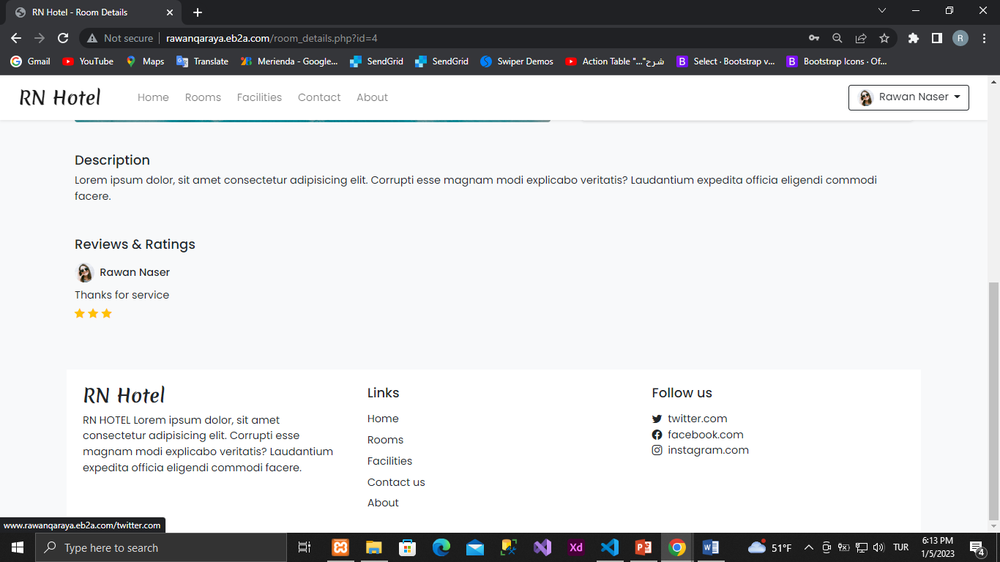 RN Hotel - Room Details
Not secure
rawanqaraya.eb2a.com/room_details.php?id=4
R
Gmail
YouTube
Maps
Translate
Merienda - Google...
SendGrid
SendGrid
Swiper Demos
Action Table "..."شرح
B
Select · Bootstrap v...
B
Bootstrap Icons · Of...
RN Hotel
Home
Rooms
Facilities
Contact
About
Rawan Naser
Description
Lorem ipsum dolor, sit amet consectetur adipisicing elit. Corrupti esse magnam modi explicabo veritatis? Laudantium expedita officia eligendi commodi
facere.
Reviews & Ratings
Rawan Naser
Thanks for service
RN Hotel
RN HOTEL Lorem ipsum dolor, sit amet
consectetur adipisicing elit. Corrupti esse
magnam modi explicabo veritatis? Laudantium
expedita officia eligendi commodi facere.
Links
Home
Rooms
Facilities
Contact us
About
Follow us
twitter.com
facebook.com
instagram.com
www.rawanqaraya.eb2a.com/twitter.com
Type here to search
Xd
51°F
TUR
6:13 PM
1/5/2023
4